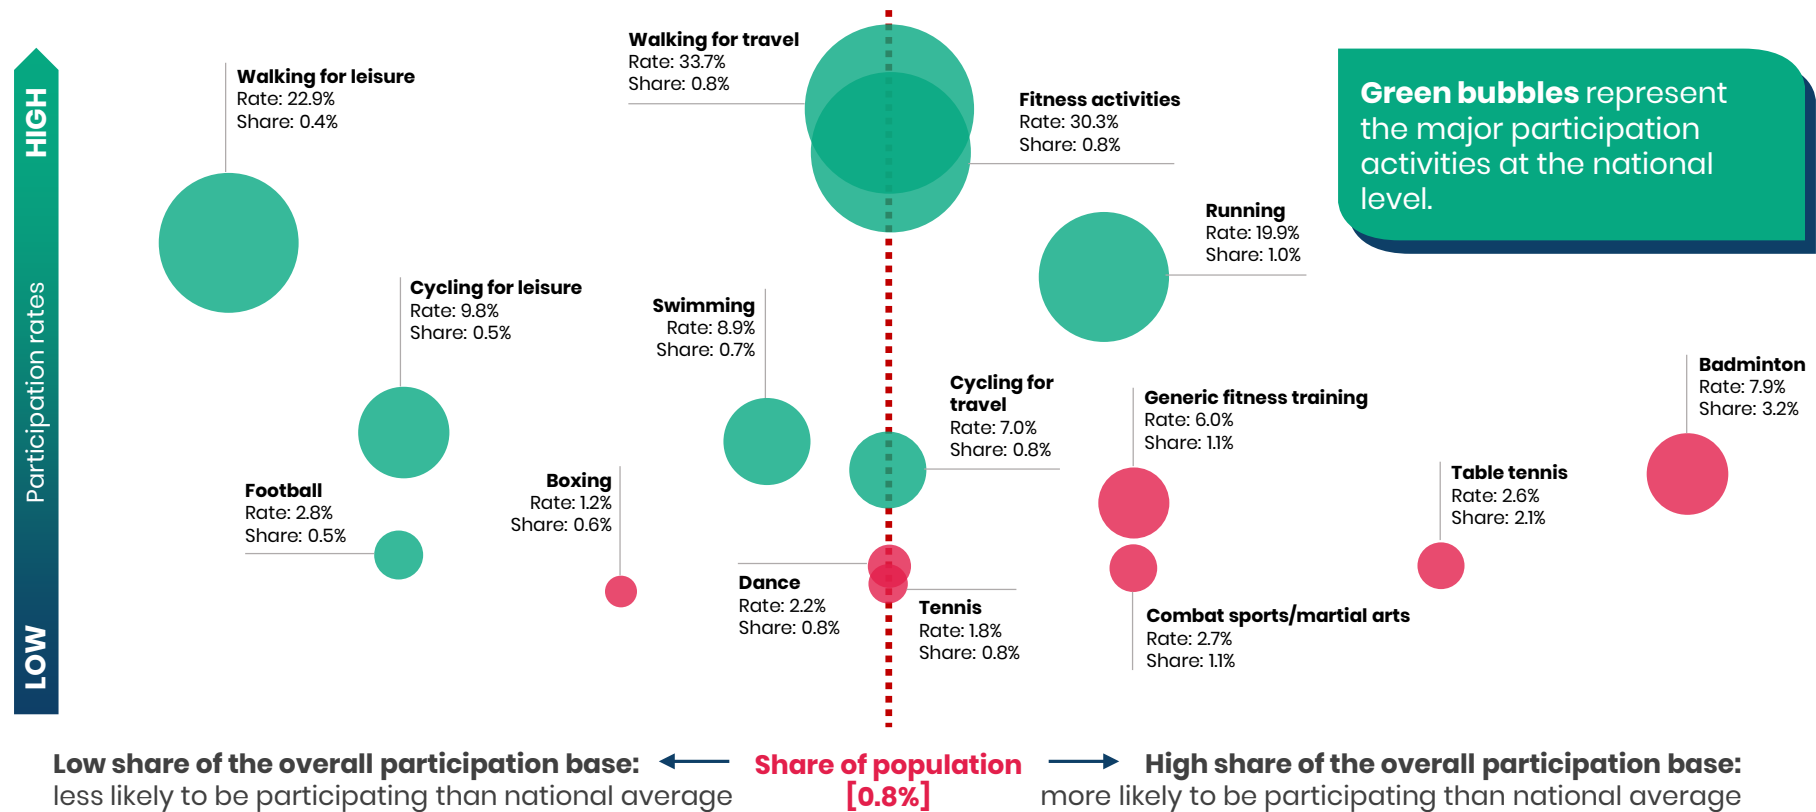 HIGH
Participation rates
LOW
Walking for leisure
Rate: 22.9%
Share: 0.4%
Walking for travel
Rate: 33.7%
Share: 0.8%
Fitness activities
Rate: 30.3%
Share: 0.8%
Green bubbles represent
the major participation
activities at the national
level.
Running
Rate: 19.9%
Share: 1.0%
Cycling for leisure
Rate: 9.8%
Share: 0.5%
Swimming
Rate: 8.9%
Share: 0.7%
Cycling for
travel
Rate: 7.0%
Share: 0.8%
Generic fitness training
Rate: 6.0%
Share: 1.1%
Badminton
Rate: 7.9%
Share: 3.2%
Football
Rate: 2.8%
Share: 0.5%
Boxing
Rate: 1.2%
Share: 0.6%
Table tennis
Rate: 2.6%
Share: 2.1%
Dance
Rate: 2.2%
Share: 0.8%
Tennis
Rate: 1.8%
Share: 0.8%
Combat sports/martial arts
Rate: 2.7%
Share: 1.1%
Low share of the overall participation base:
less likely to be participating than national average
Share of population
[0.8%]
High share of the overall participation base:
more likely to be participating than national average